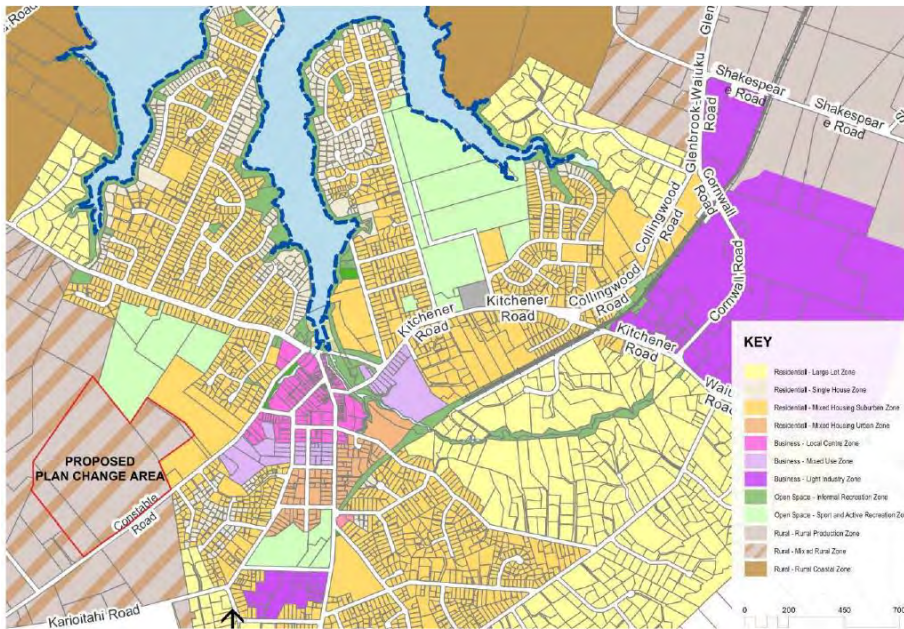 Road
Glenbrook-Waiuku Road
Glen
Shakespear
e Road
Shakespear
e Road
Cornwall
Road
Collingwood
Road
Cornwall Road
Kitchener
Road
Kitchener
Road
Collingwood
Road
Kitchener
Road
PROPOSED
PLAN CHANGE AREA
Constable
Road
Karioitahi Road
Road
KEY
Residential - Large Lot Zone
Residential - Single House Zone
Residential - Mixed Housing Suburban Zone
Residential - Mixed Housing Urban Zone
Business - Local Centre Zone
Business - Mixed Use Zone
Business - Light Industry Zone
Open Space - Informal Recreation Zone
Open Space - Sport and Active Recreation Zo
Rural - Rural Production Zone
Rural - Mixed Rural Zone
Rural - Rural Coastal Zone
0 200 450 700